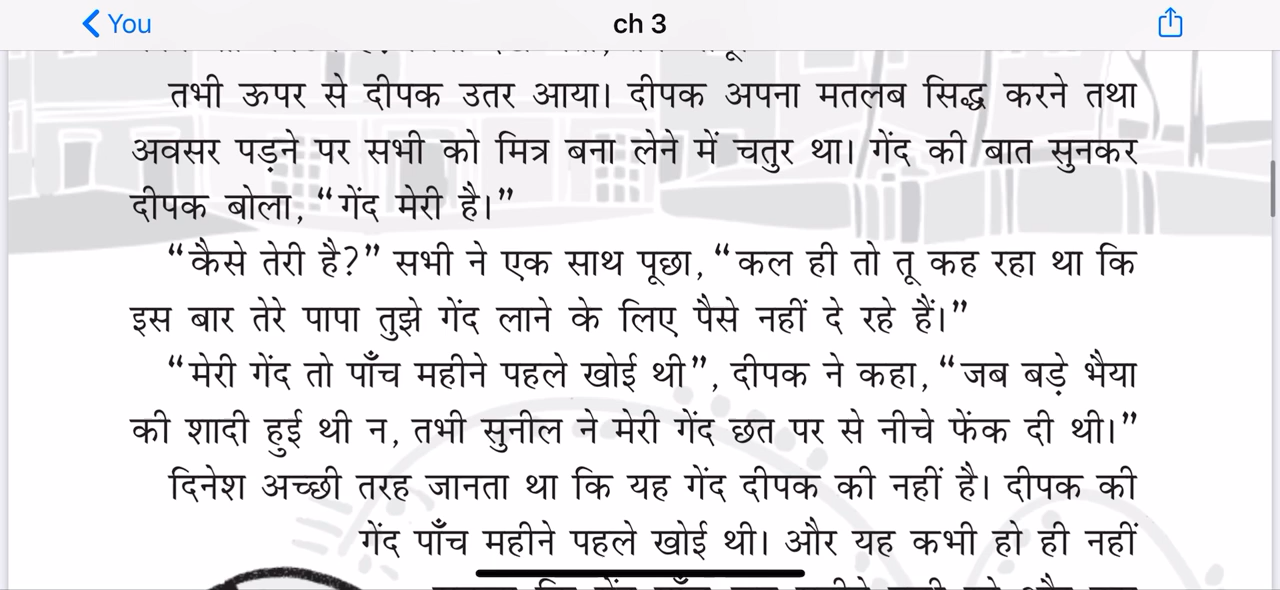 You
ch 3
तभी ऊपर से दीपक उतर आया। दीपक अपना मतलब सिद्ध करने तथा
अवसर पड़ने पर सभी को मित्र बना लेने में चतुर था। गेंद की बात सुनकर
दीपक बोला, “गेंद मेरी है।”
“कैसे तेरी है?” सभी ने एक साथ पूछा, “कल ही तो तू कह रहा था कि
इस बार तेरे पापा तुझे गेंद लाने के लिए पैसे नहीं दे रहे हैं।”
“मेरी गेंद तो पाँच महीने पहले खोई थी”, दीपक ने कहा, “जब बड़े भैया
की शादी हुई थी न, तभी सुनील ने मेरी गेंद छत पर से नीचे फेंक दी थी।”
दिनेश अच्छी तरह जानता था कि यह गेंद दीपक की नहीं है। दीपक की
गेंद पाँच महीने पहले खोई थी। और यह कभी हो ही नहीं